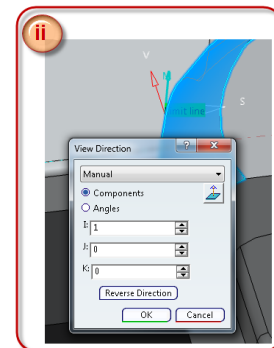 ii
V
S
View Direction
Manual
Components
Angles
I: 1
J: 0
K: 0
Reverse Direction
OK Cancel